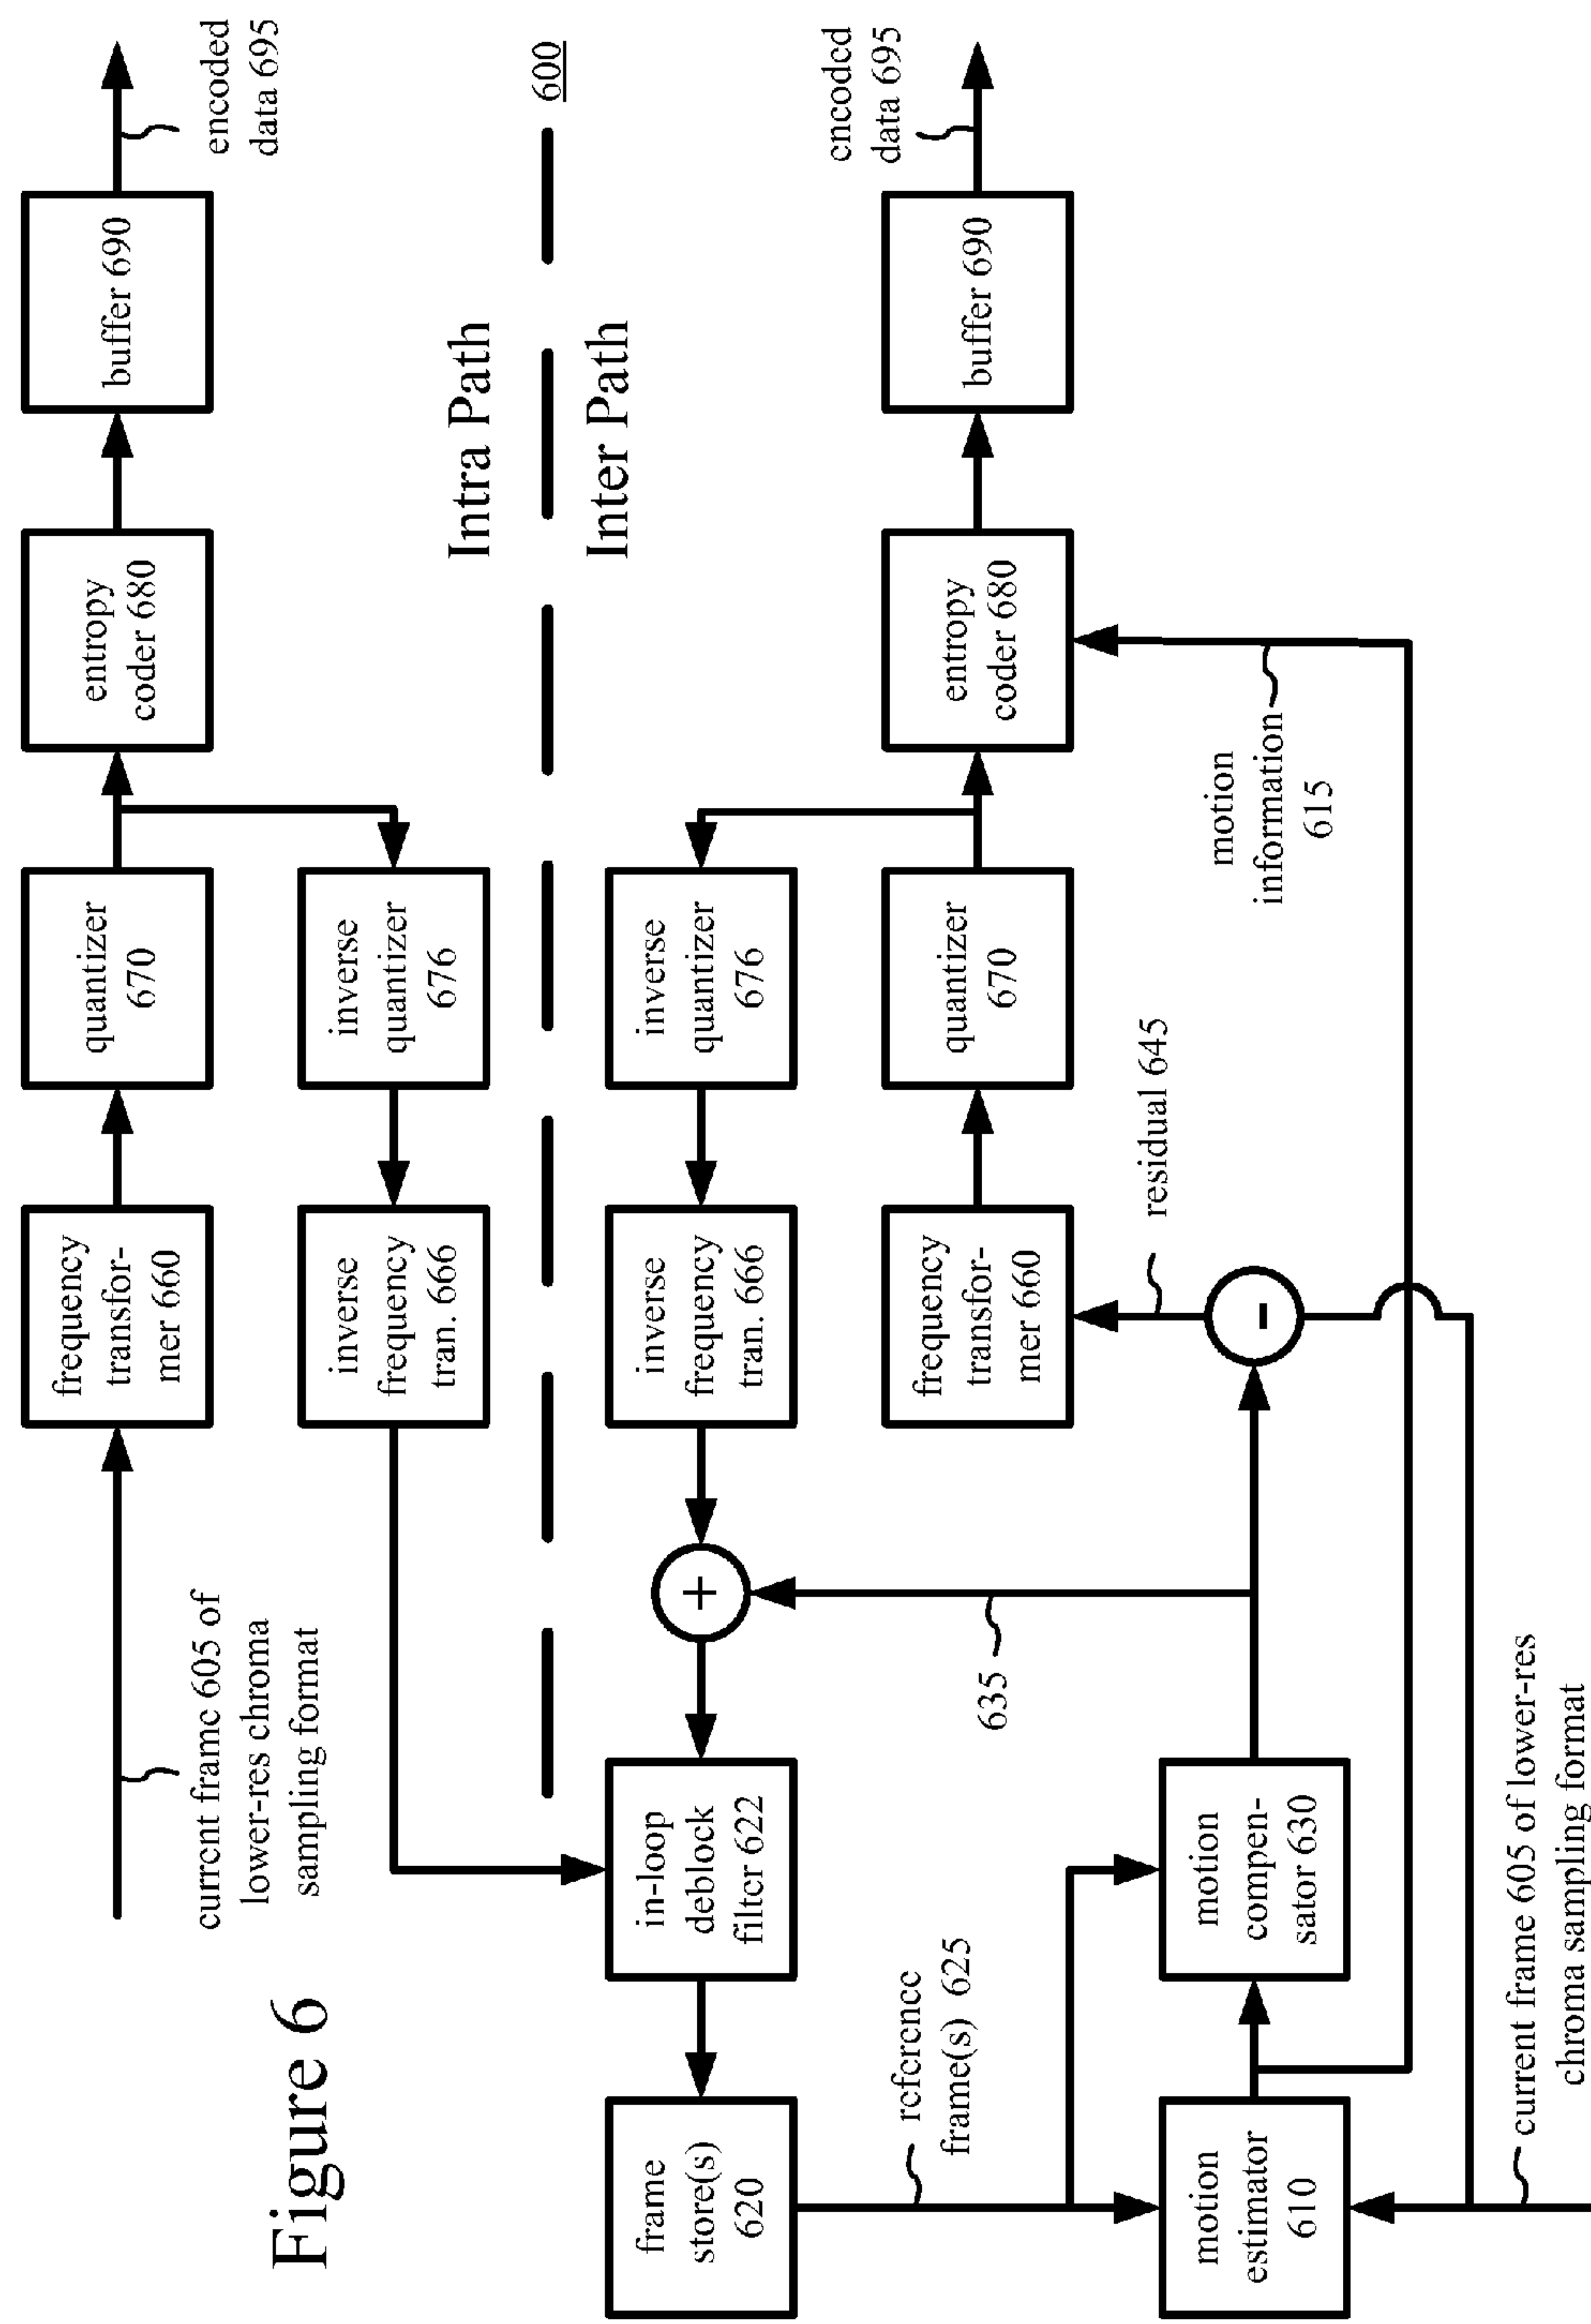 Figure 6
current frame 605 of
lower-res chroma
sampling format
frequency
transfor-
mer 660
quantizer
670
entropy
coder 680
buffer 690
encoded
data 695
inverse
frequency
tran. 666
inverse
quantizer
676
Intra Path
600
Inter Path
frame
store(s)
620
in-loop
deblock
filter 622
+
inverse
frequency
tran. 666
inverse
quantizer
676
reference
frame(s) 625
635
frequency
transfor-
mer 660
quantizer
670
entropy
coder 680
buffer 690
encoded
data 695
residual 645
motion
information
615
motion
estimator
610
motion
compen-
sator 630
-
current frame 605 of lower-res
chroma sampling format